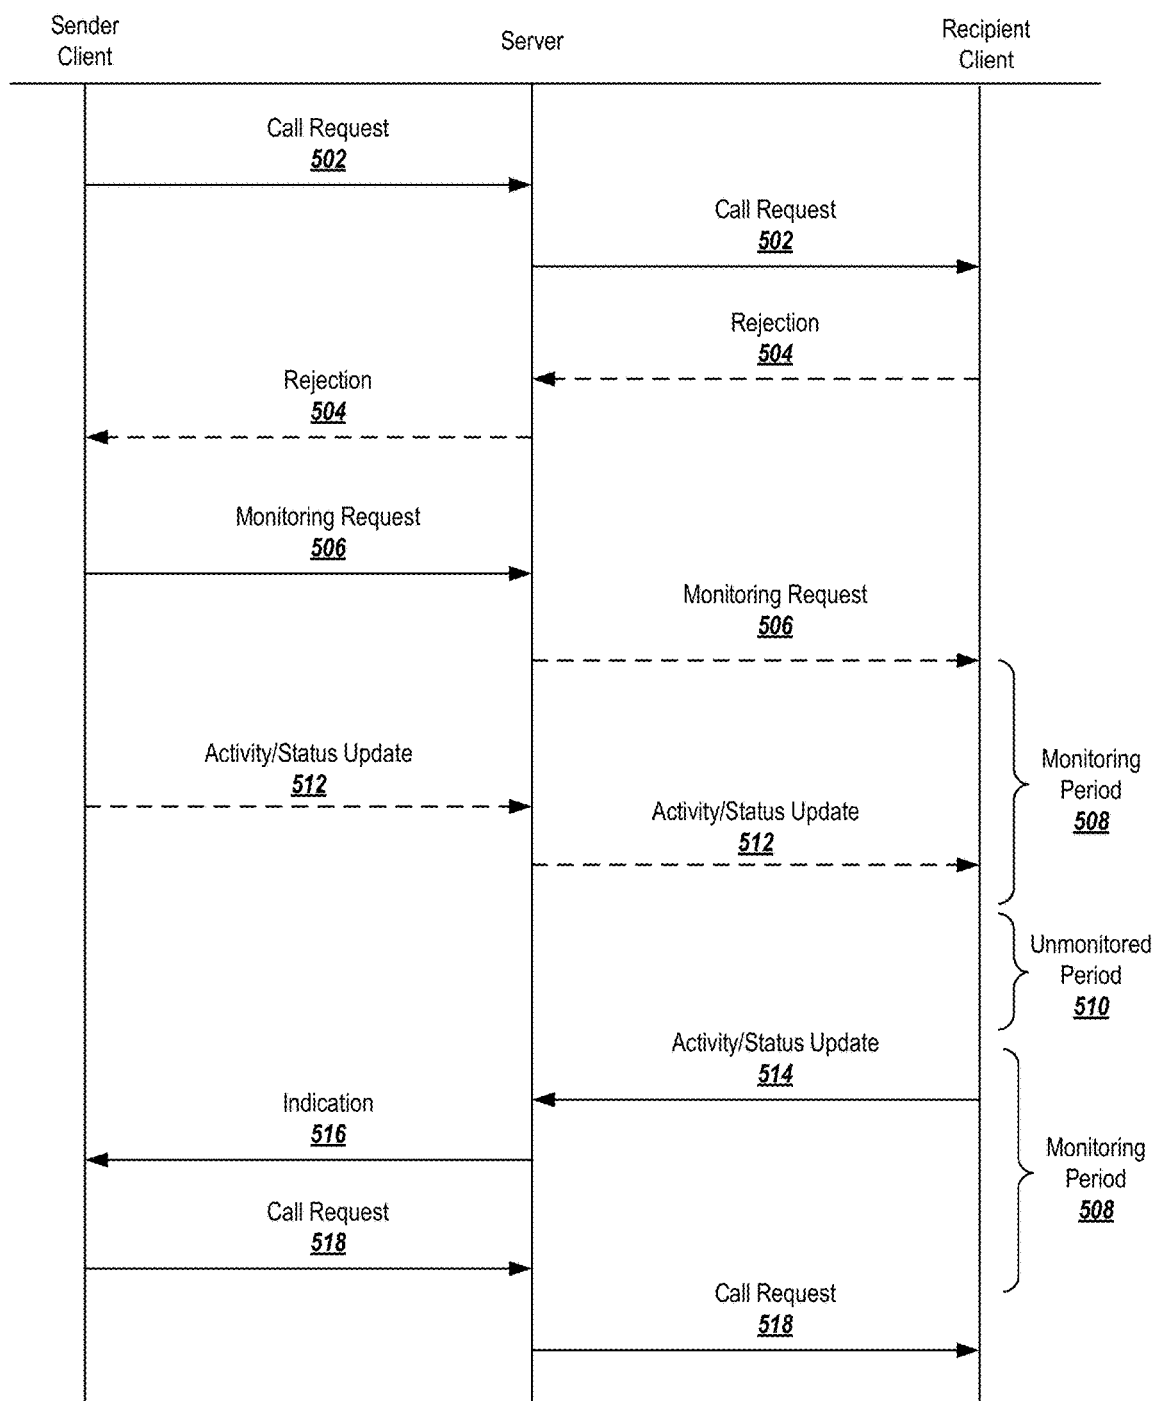 Sender
Client
Server
Recipient
Client
Call Request
502
Call Request
502
Rejection
504
Rejection
504
Monitoring Request
506
Monitoring Request
506
Activity/Status Update
512
Monitoring
Period
508
Activity/Status Update
512
Unmonitored
Period
510
Activity/Status Update
514
Indication
516
Monitoring
Period
508
Call Request
518
Call Request
518